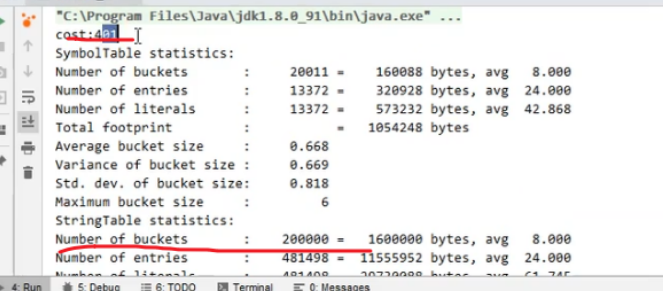 "C:\Program Files\Java\jdk1.8.0_91\bin\java.exe" ...
cost:401
SymbolTable statistics:
Number of buckets : 20011 = 160088 bytes, avg 8.000
Number of entries : 13372 = 320928 bytes, avg 24.000
Number of literals : 13372 = 573232 bytes, avg 42.868
Total footprint : = 1054248 bytes
Average bucket size : 0.668
Variance of bucket size : 0.669
Std. dev. of bucket size: 0.818
Maximum bucket size : 6
StringTable statistics:
Number of buckets : 200000 = 1600000 bytes, avg 8.000
Number of entries : 481498 = 11555952 bytes, avg 24.000
Number of literals : 481498 = 29729088 bytes, avg 61.745
4: Run 5: Debug 6: TODO Terminal 0: Messages